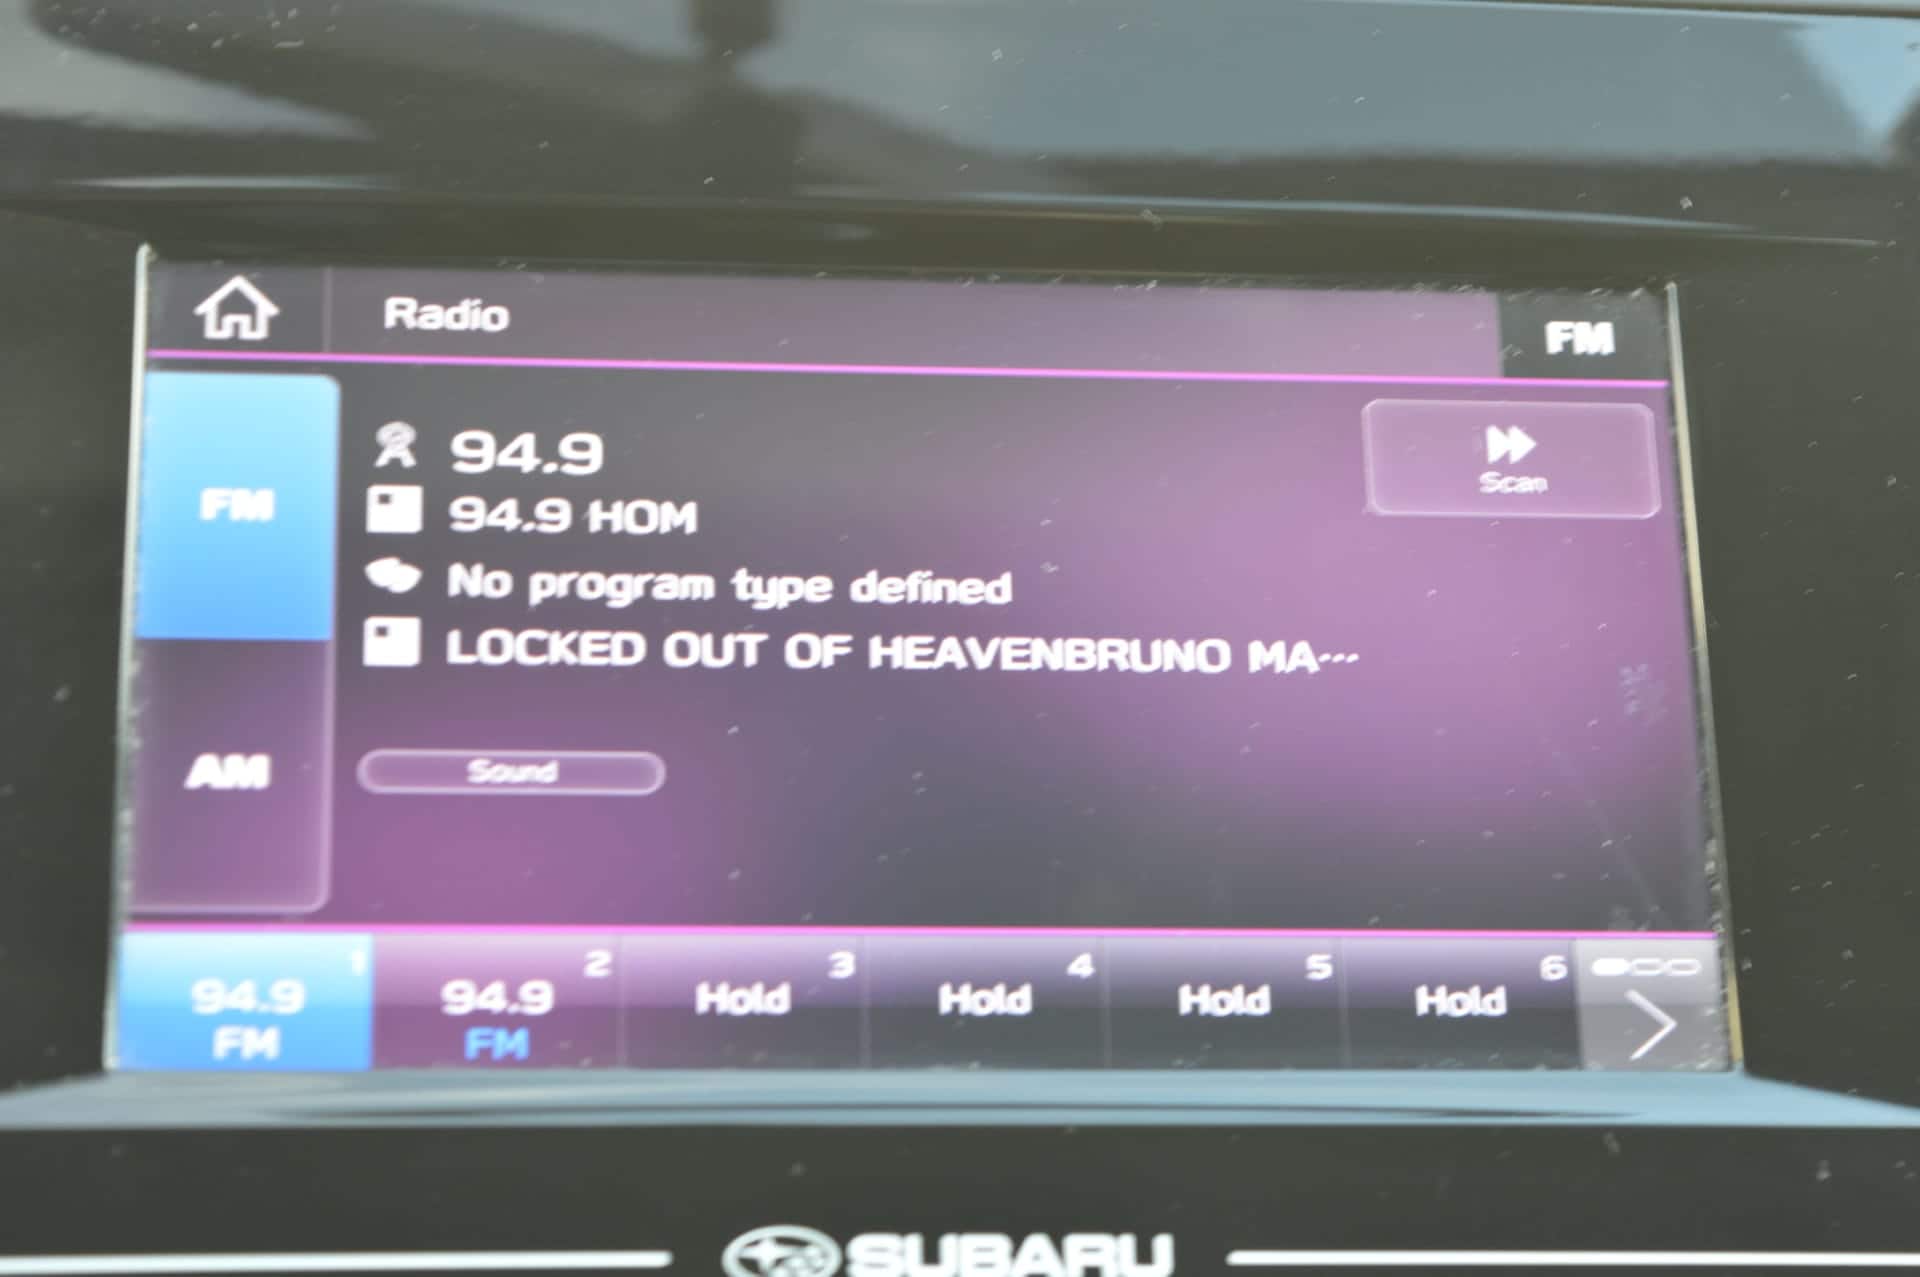 Radio
FM
FM
94.9
Scan
94.9 HOM
No program type defined
LOCKED OUT OF HEAVENBRUNO MA...
AM
Sound
1
94.9
FM
2
94.9
FM
3
Hold
4
Hold
5
Hold
6
Hold
SUBARU